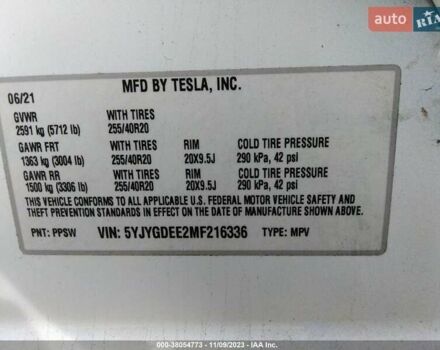 AUTO RIA
MFD BY TESLA, INC.
06/21
GVWR WITH TIRES
2591 kg (5712 lb) 255/40R20
GAWR FRT WITH TIRES RIM COLD TIRE PRESSURE
1363 kg (3004 lb) 255/40R20 20X9.5J 290 kPa, 42 psi
GAWR RR WITH TIRES RIM COLD TIRE PRESSURE
1500 kg (3306 lb) 255/40R20 20X9.5J 290 kPa, 42 psi
THIS VEHICLE CONFORMS TO ALL APPLICABLE U.S. FEDERAL MOTOR VEHICLE SAFETY AND
THEFT PREVENTION STANDARDS IN EFFECT ON THE DATE OF MANUFACTURE SHOWN ABOVE.
PNT: PPSW VIN: 5YJYGDEE2MF216336 TYPE: MPV
000-38054773 | 11/09/2023 | IAA Inc.